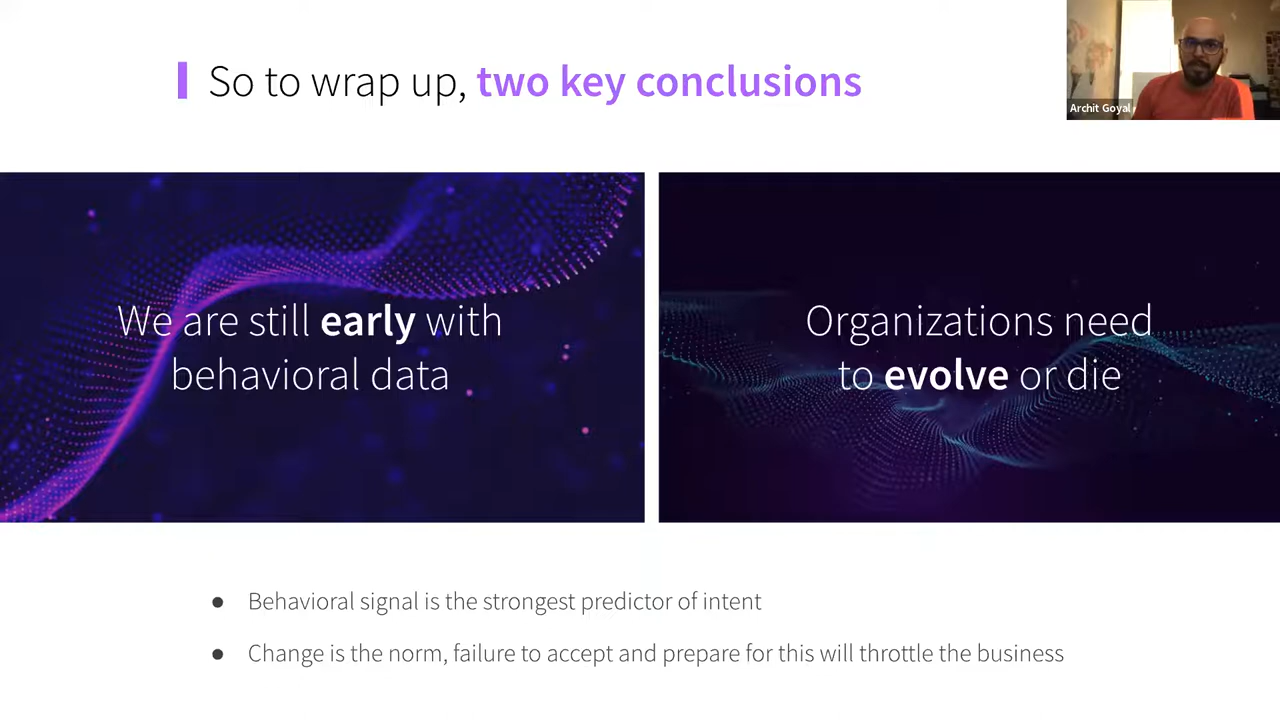 So to wrap up, two key conclusions
Archit Goyal
We are still early with
behavioral data
Organizations need
to evolve or die
● Behavioral signal is the strongest predictor of intent
● Change is the norm, failure to accept and prepare for this will throttle the business